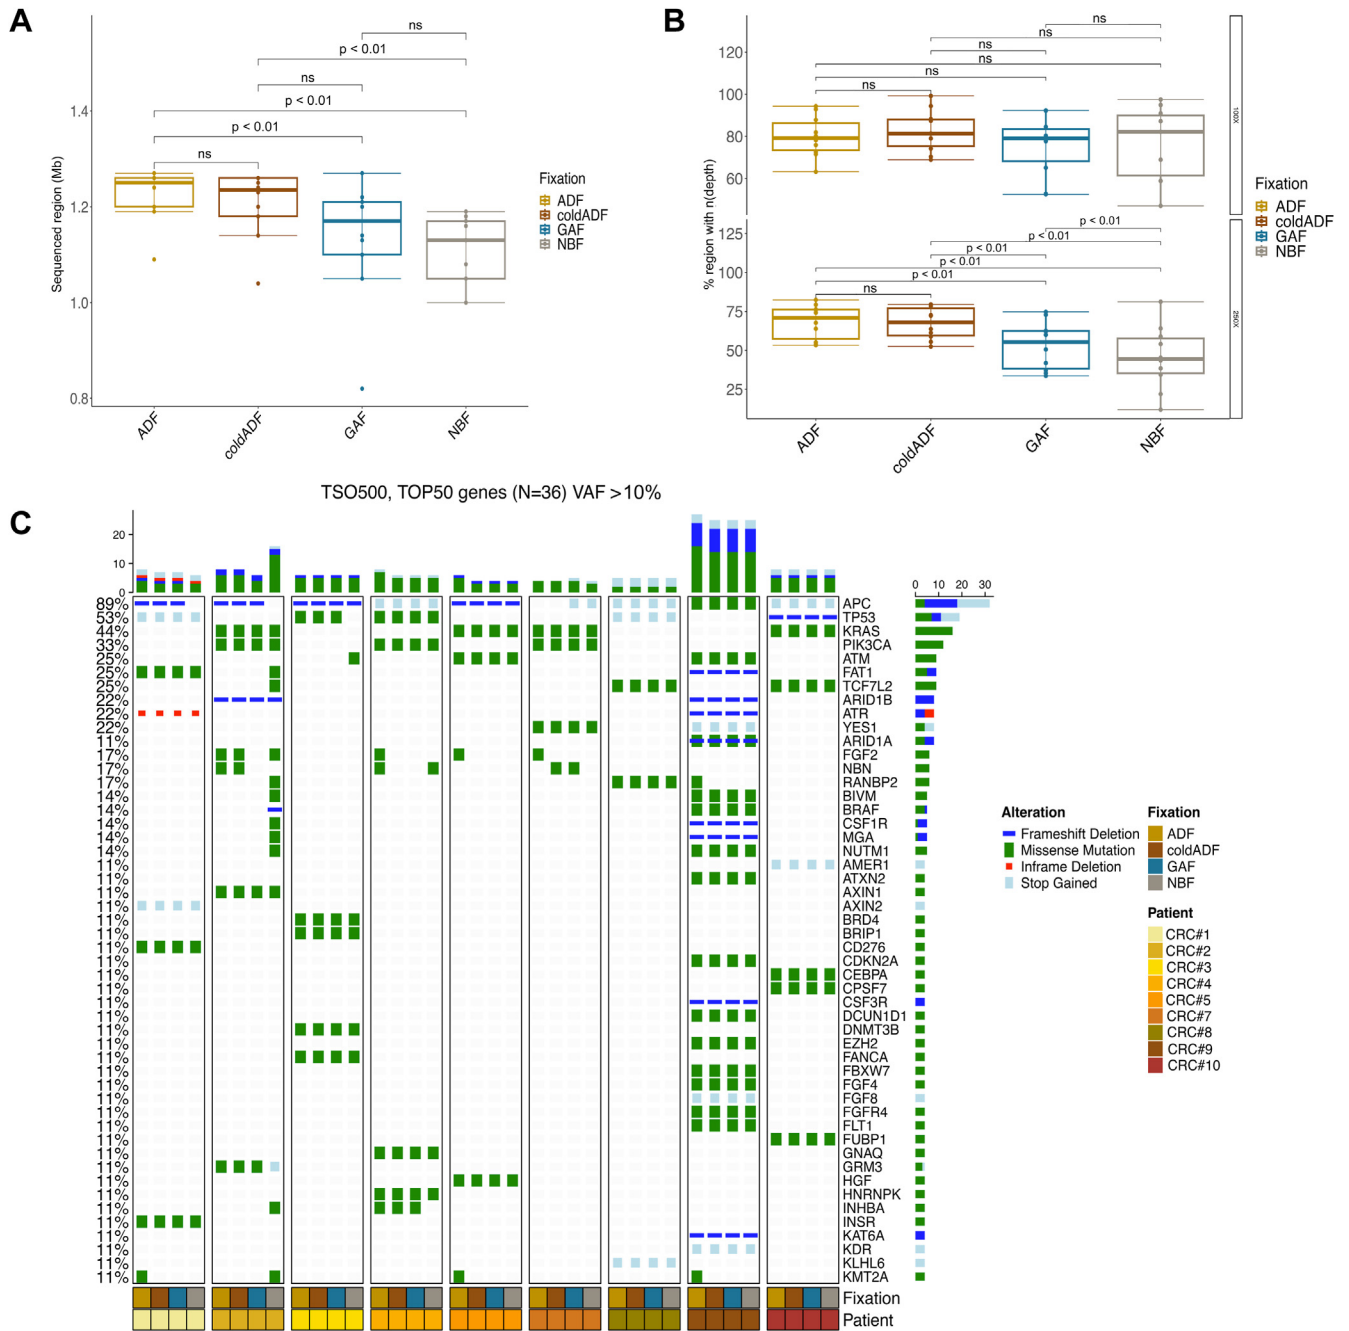 A
ns
p < 0.01
ns
p < 0.01
p < 0.01
ns
Sequenced region (Mb)
1.4
1.2
1.0
0.8
ADF
coldADF
GAF
NBF
Fixation
ADF
coldADF
GAF
NBF
B
ns
ns
ns
ns
ns
ns
100X
120
100
80
60
% region with n(depth)
p < 0.01
p < 0.01
p < 0.01
p < 0.01
p < 0.01
ns
250X
125
100
75
50
25
ADF
coldADF
GAF
NBF
Fixation
ADF
coldADF
GAF
NBF
C
TSO500, TOP50 genes (N=36) VAF >10%
20
10
0
0 10 20 30
89% APC
53% TP53
44% KRAS
33% PIK3CA
25% ATM
25% FAT1
25% TCF7L2
22% ARID1B
22% ATR
22% YES1
11% ARID1A
17% FGF2
17% NBN
17% RANBP2
14% BIVM
14% BRAF
14% CSF1R
14% MGA
14% NUTM1
11% AMER1
11% ATXN2
11% AXIN1
11% AXIN2
11% BRD4
11% BRIP1
11% CD276
11% CDKN2A
11% CEBPA
11% CPSF7
11% CSF3R
11% DCUN1D1
11% DNMT3B
11% EZH2
11% FANCA
11% FBXW7
11% FGF4
11% FGF8
11% FGFR4
11% FLT1
11% FUBP1
11% GNAQ
11% GRM3
11% HGF
11% HNRNPK
11% INHBA
11% INSR
11% KAT6A
11% KDR
11% KLHL6
11% KMT2A
Fixation
Patient
Alteration
Frameshift Deletion
Missense Mutation
Inframe Deletion
Stop Gained
Fixation
ADF
coldADF
GAF
NBF
Patient
CRC#1
CRC#2
CRC#3
CRC#4
CRC#5
CRC#7
CRC#8
CRC#9
CRC#10